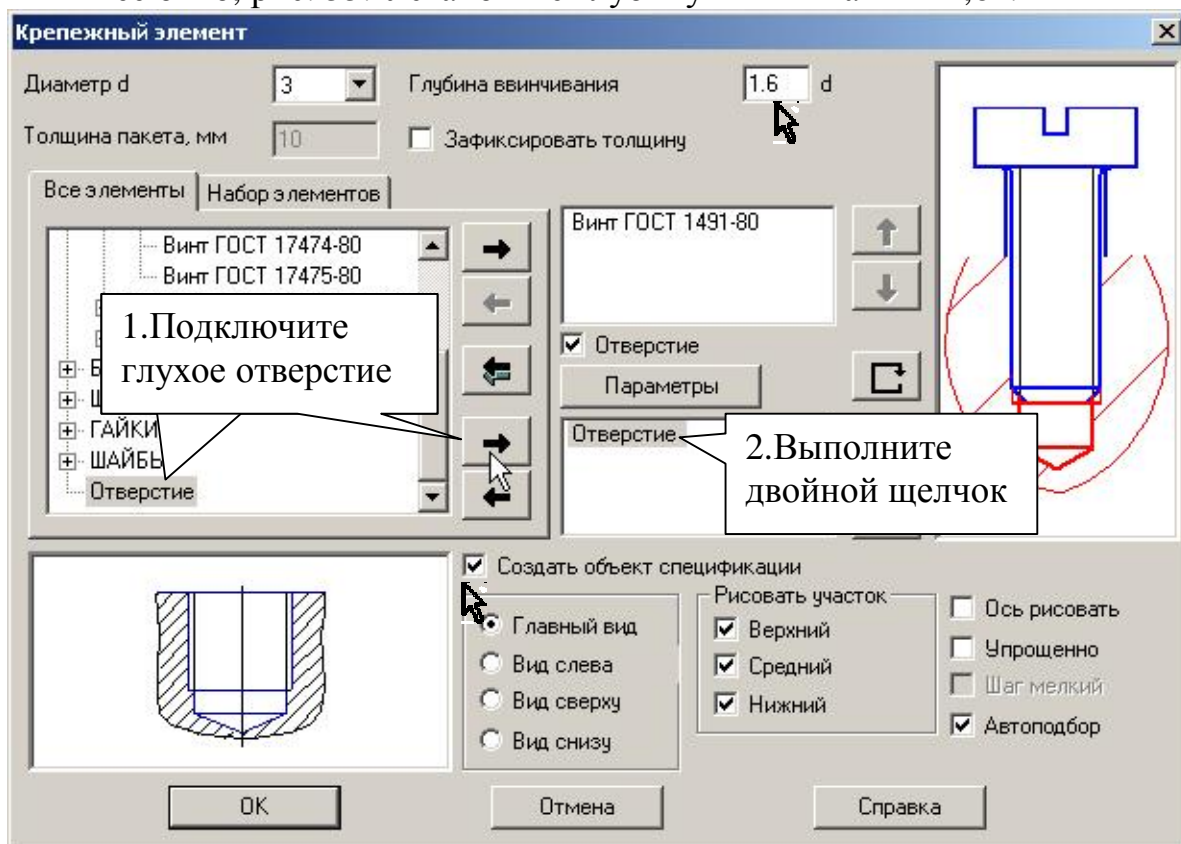 Крепежный элемент
Диаметр d 3 Глубина ввинчивания 1.6 d
Толщина пакета, мм 10 Зафиксировать толщину
Все элементы Набор элементов
Винт ГОСТ 17474-80
Винт ГОСТ 17475-80
1.Подключите
глухое отверстие
ГАЙКИ
ШАЙБЫ
Отверстие
Винт ГОСТ 1491-80
Отверстие
Параметры
Отверстие
2.Выполните
двойной щелчок
Создать объект спецификации
Главный вид
Вид слева
Вид сверху
Вид снизу
Рисовать участок
Верхний
Средний
Нижний
Ось рисовать
Упрощенно
Шаг мелкий
Автоподбор
OK Отмена Справка